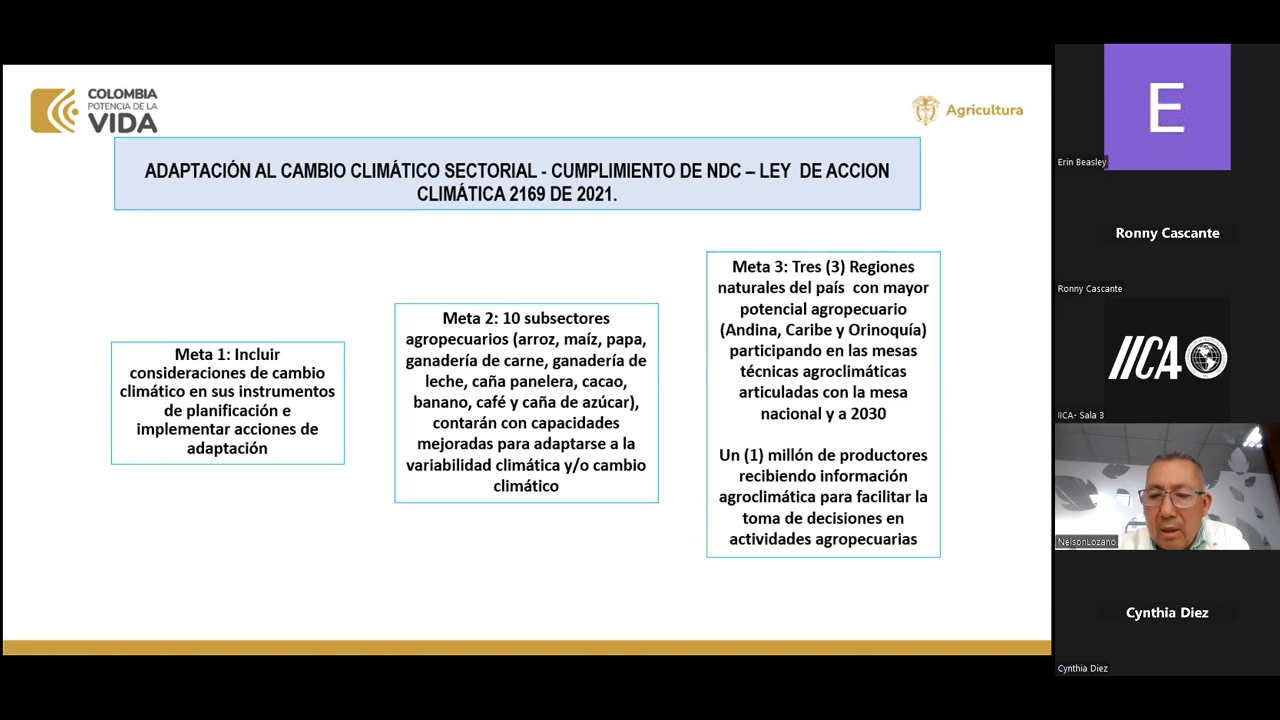 COLOMBIA
POTENCIA DE LA
VIDA
Agricultura
ADAPTACIÓN AL CAMBIO CLIMÁTICO SECTORIAL - CUMPLIMIENTO DE NDC – LEY DE ACCION
CLIMÁTICA 2169 DE 2021.
Meta 1: Incluir
consideraciones de cambio
climático en sus instrumentos
de planificación e
implementar acciones de
adaptación
Meta 2: 10 subsectores
agropecuarios (arroz, maíz, papa,
ganadería de carne, ganadería de
leche, caña panelera, cacao,
banano, café y caña de azúcar),
contarán con capacidades
mejoradas para adaptarse a la
variabilidad climática y/o cambio
climático
Meta 3: Tres (3) Regiones
naturales del país con mayor
potencial agropecuario
(Andina, Caribe y Orinoquía)
participando en las mesas
técnicas agroclimáticas
articuladas con la mesa
nacional y a 2030
Un (1) millón de productores
recibiendo información
agroclimática para facilitar la
toma de decisiones en
actividades agropecuarias
E
Erin Beasley
Ronny Cascante
Ronny Cascante
IICA
IICA- Sala 3
NelsonLozano
Cynthia Diez
Cynthia Diez